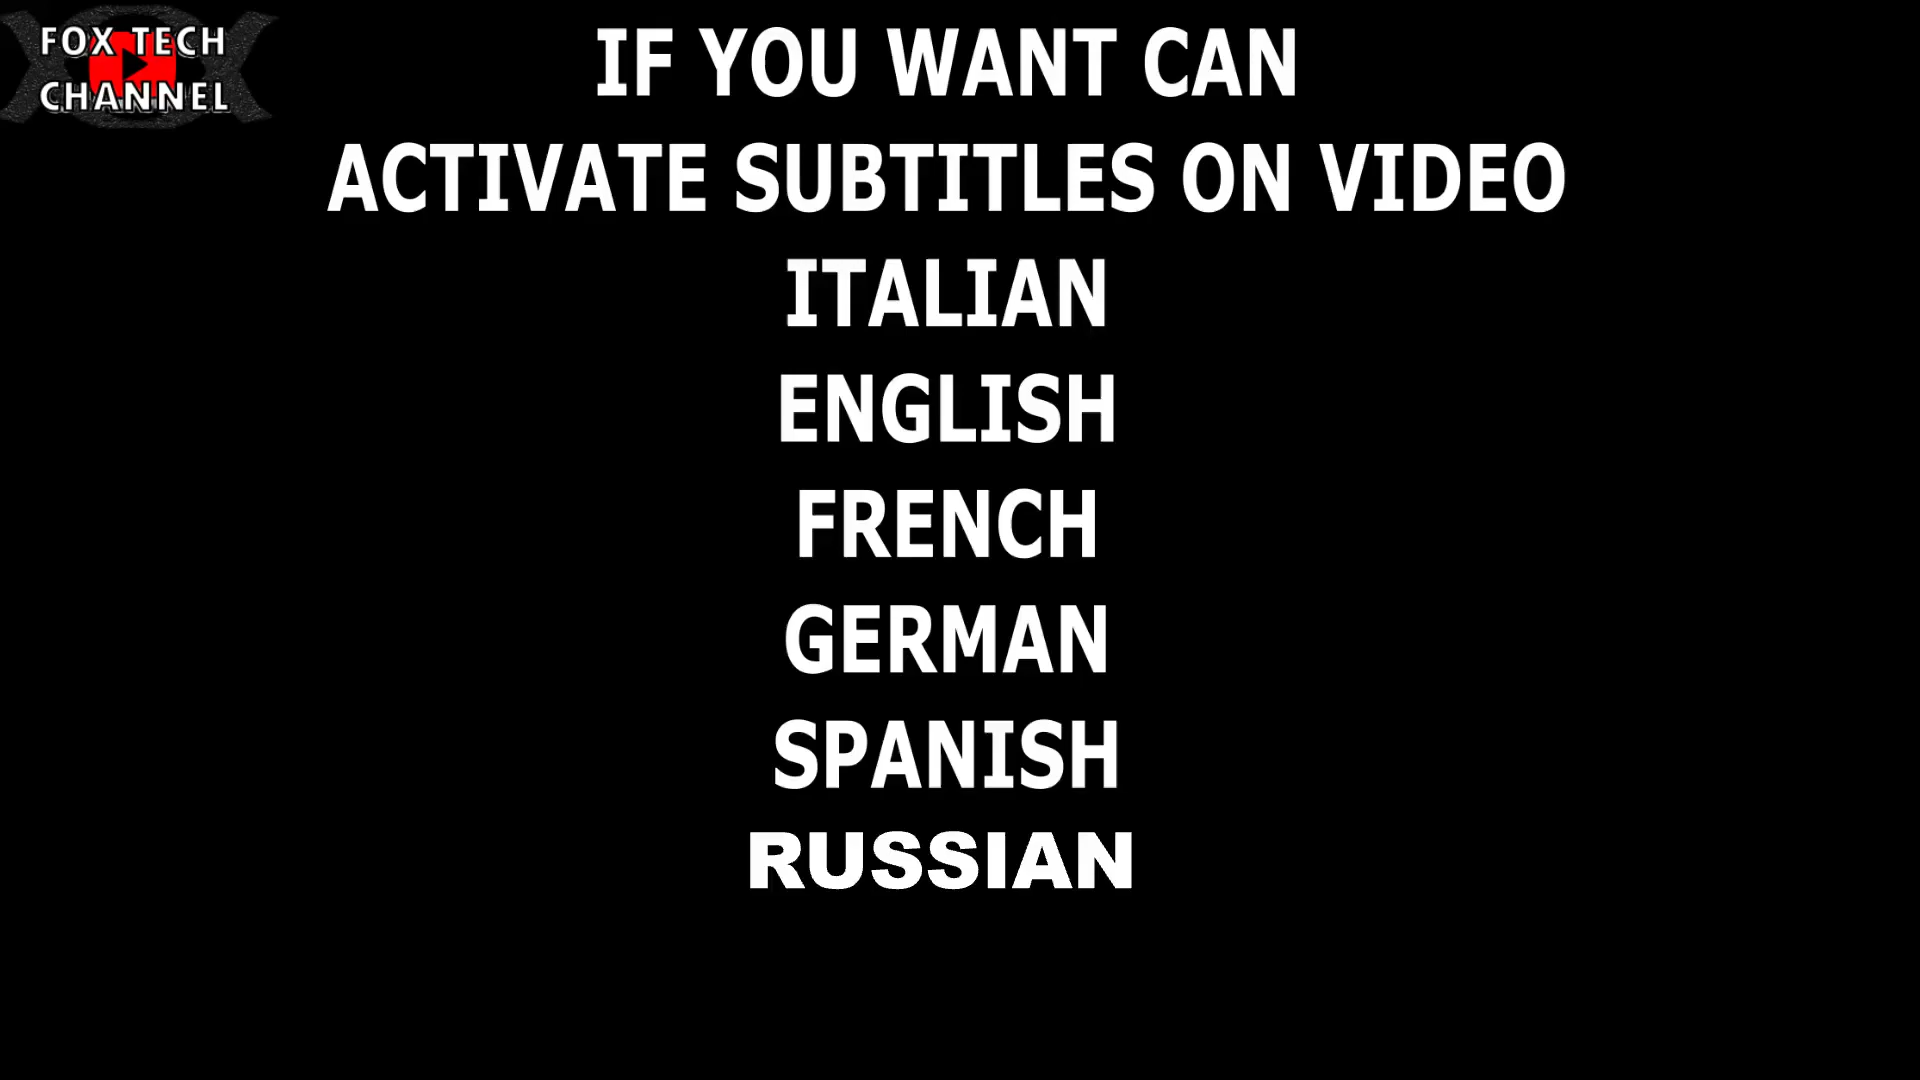 FOX TECH
CHANNEL
IF YOU WANT CAN
ACTIVATE SUBTITLES ON VIDEO
ITALIAN
ENGLISH
FRENCH
GERMAN
SPANISH
RUSSIAN